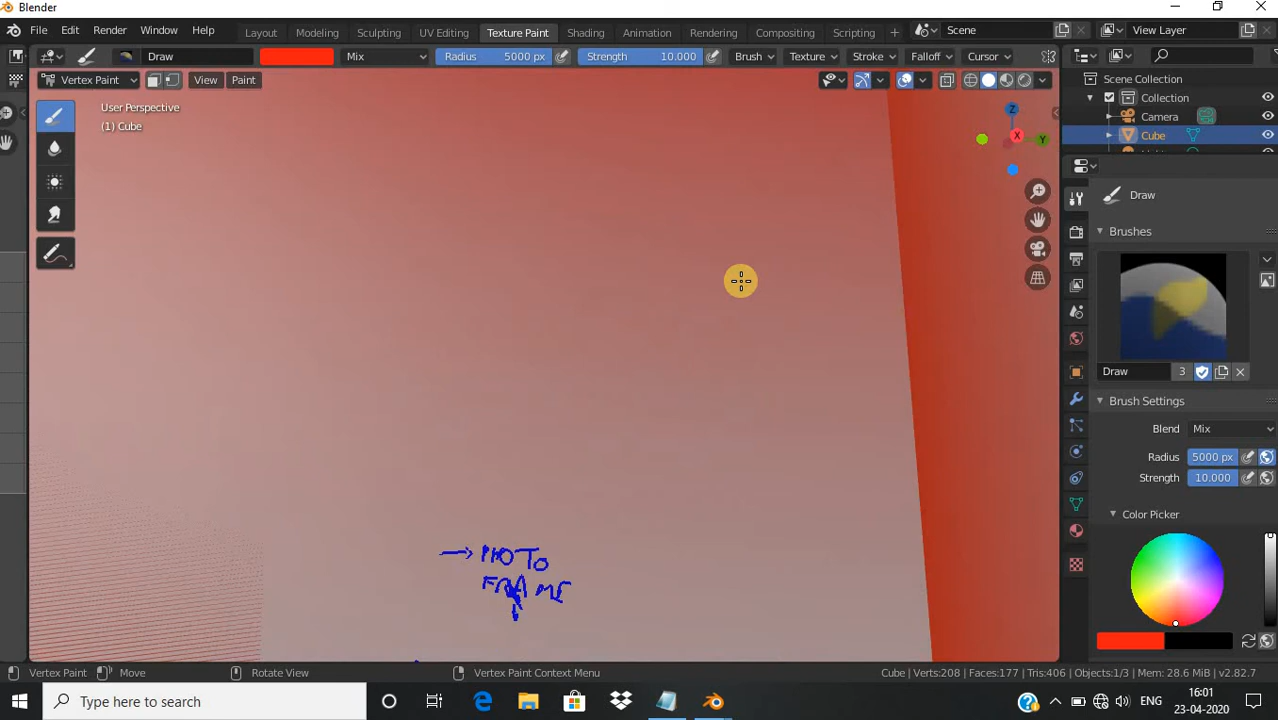 Blender
File Edit Render Window Help Layout Modeling Sculpting UV Editing Texture Paint Shading Animation Rendering Compositing Scripting + Scene View Layer
Draw Mix Radius 5000 px Strength 10.000 Brush Texture Stroke Falloff Cursor
Vertex Paint View Paint
User Perspective
(1) Cube
Z
X
Y
Scene Collection
Collection
Camera
Cube
Draw
Brushes
Draw 3
Brush Settings
Blend Mix
Radius 5000 px
Strength 10.000
Color Picker
→ PHOTO
FRAME
Vertex Paint Move Rotate View Vertex Paint Context Menu Cube | Verts:208 | Faces:177 | Tris:406 | Objects:1/3 | Mem: 28.6 MiB | v2.82.7
Type here to search ENG 16:01
23-04-2020